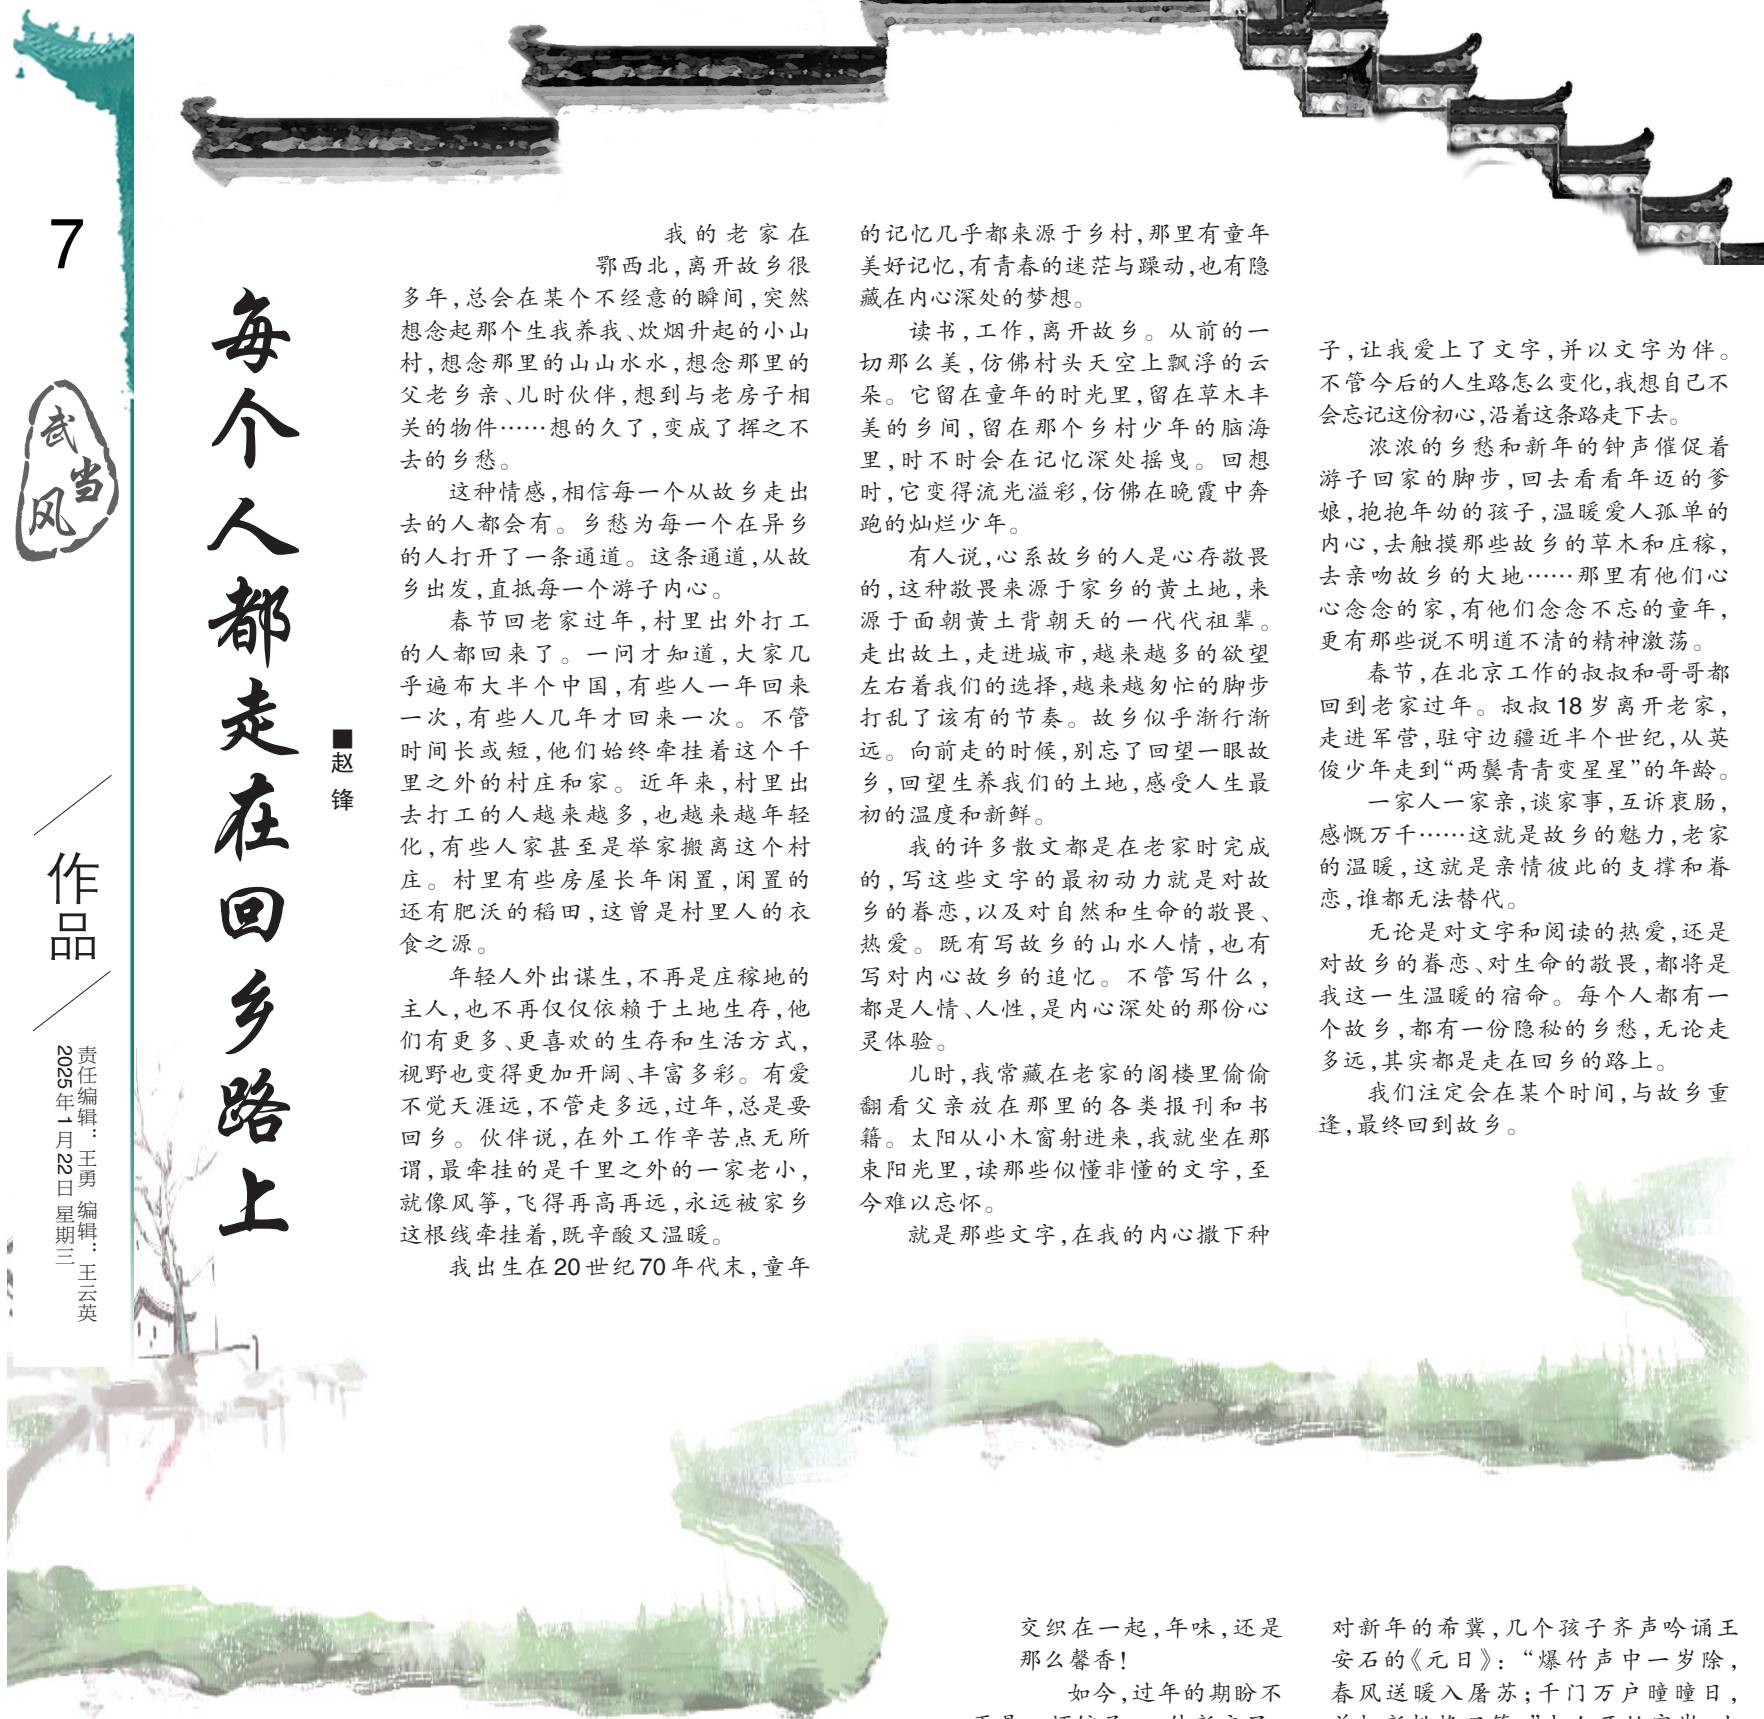 7
武当风
作品
责任编辑：王勇 编辑：王云英
2025年1月22日 星期三
每个人都走在回乡路上
■赵 锋
我的老家在
鄂西北，离开故乡很
多年，总会在某个不经意的瞬间，突然
想念起那个生我养我、炊烟升起的小山
村，想念那里的山山水水，想念那里的
父老乡亲、儿时伙伴，想到与老房子相
关的物件……想的久了，变成了挥之不
去的乡愁。
这种情感，相信每一个从故乡走出
去的人都会有。乡愁为每一个在异乡
的人打开了一条通道。这条通道，从故
乡出发，直抵每一个游子内心。
春节回老家过年，村里出外打工
的人都回来了。一问才知道，大家几
乎遍布大半个中国，有些人一年回来
一次，有些人几年才回来一次。不管
时间长或短，他们始终牵挂着这个千
里之外的村庄和家。近年来，村里出
去打工的人越来越多，也越来越年轻
化，有些人家甚至是举家搬离这个村
庄。村里有些房屋长年闲置，闲置的
还有肥沃的稻田，这曾是村里人的衣
食之源。
年轻人外出谋生，不再是庄稼地的
主人，也不再仅仅依赖于土地生存，他
们有更多、更喜欢的生存和生活方式，
视野也变得更加开阔、丰富多彩。有爱
不觉天涯远，不管走多远，过年，总是要
回乡。伙伴说，在外工作辛苦点无所
谓，最牵挂的是千里之外的一家老小，
就像风筝，飞得再高再远，永远被家乡
这根线牵挂着，既辛酸又温暖。
我出生在20世纪70年代末，童年
的记忆几乎都来源于乡村，那里有童年
美好记忆，有青春的迷茫与躁动，也有隐
藏在内心深处的梦想。
读书，工作，离开故乡。从前的一
切那么美，仿佛村头天空上飘浮的云
朵。它留在童年的时光里，留在草木丰
美的乡间，留在那个乡村少年的脑海
里，时不时会在记忆深处摇曳。回想
时，它变得流光溢彩，仿佛在晚霞中奔
跑的灿烂少年。
有人说，心系故乡的人是心存敬畏
的，这种敬畏来源于家乡的黄土地，来
源于面朝黄土背朝天的一代代祖辈。
走出故土，走进城市，越来越多的欲望
左右着我们的选择，越来越匆忙的脚步
打乱了该有的节奏。故乡似乎渐行渐
远。向前走的时候，别忘了回望一眼故
乡，回望生养我们的土地，感受人生最
初的温度和新鲜。
我的许多散文都是在老家时完成
的，写这些文字的最初动力就是对故
乡的眷恋，以及对自然和生命的敬畏、
热爱。既有写故乡的山水人情，也有
写对内心故乡的追忆。不管写什么，
都是人情、人性，是内心深处的那份心
灵体验。
儿时，我常藏在老家的阁楼里偷偷
翻看父亲放在那里的各类报刊和书
籍。太阳从小木窗射进来，我就坐在那
束阳光里，读那些似懂非懂的文字，至
今难以忘怀。
就是那些文字，在我的内心撒下种
子，让我爱上了文字，并以文字为伴。
不管今后的人生路怎么变化，我想自己不
会忘记这份初心，沿着这条路走下去。
浓浓的乡愁和新年的钟声催促着
游子回家的脚步，回去看看年迈的爹
娘，抱抱年幼的孩子，温暖爱人孤单的
内心，去触摸那些故乡的草木和庄稼，
去亲吻故乡的大地……那里有他们心
心念念的家，有他们念念不忘的童年，
更有那些说不明道不清的精神激荡。
春节，在北京工作的叔叔和哥哥都
回到老家过年。叔叔18岁离开老家，
走进军营，驻守边疆近半个世纪，从英
俊少年走到“两鬓青青变星星”的年龄。
一家人一家亲，谈家事，互诉衷肠，
感慨万千……这就是故乡的魅力，老家
的温暖，这就是亲情彼此的支撑和眷
恋，谁都无法替代。
无论是对文字和阅读的热爱，还是
对故乡的眷恋、对生命的敬畏，都将是
我这一生温暖的宿命。每个人都有一
个故乡，都有一份隐秘的乡愁，无论走
多远，其实都是走在回乡的路上。
我们注定会在某个时间，与故乡重
逢，最终回到故乡。
交织在一起，年味，还是
那么馨香！
如今，过年的期盼不
对新年的希冀，几个孩子齐声吟诵王
安石的《元日》：“爆竹声中一岁除，
春风送暖入屠苏；千门万户曈曈日，